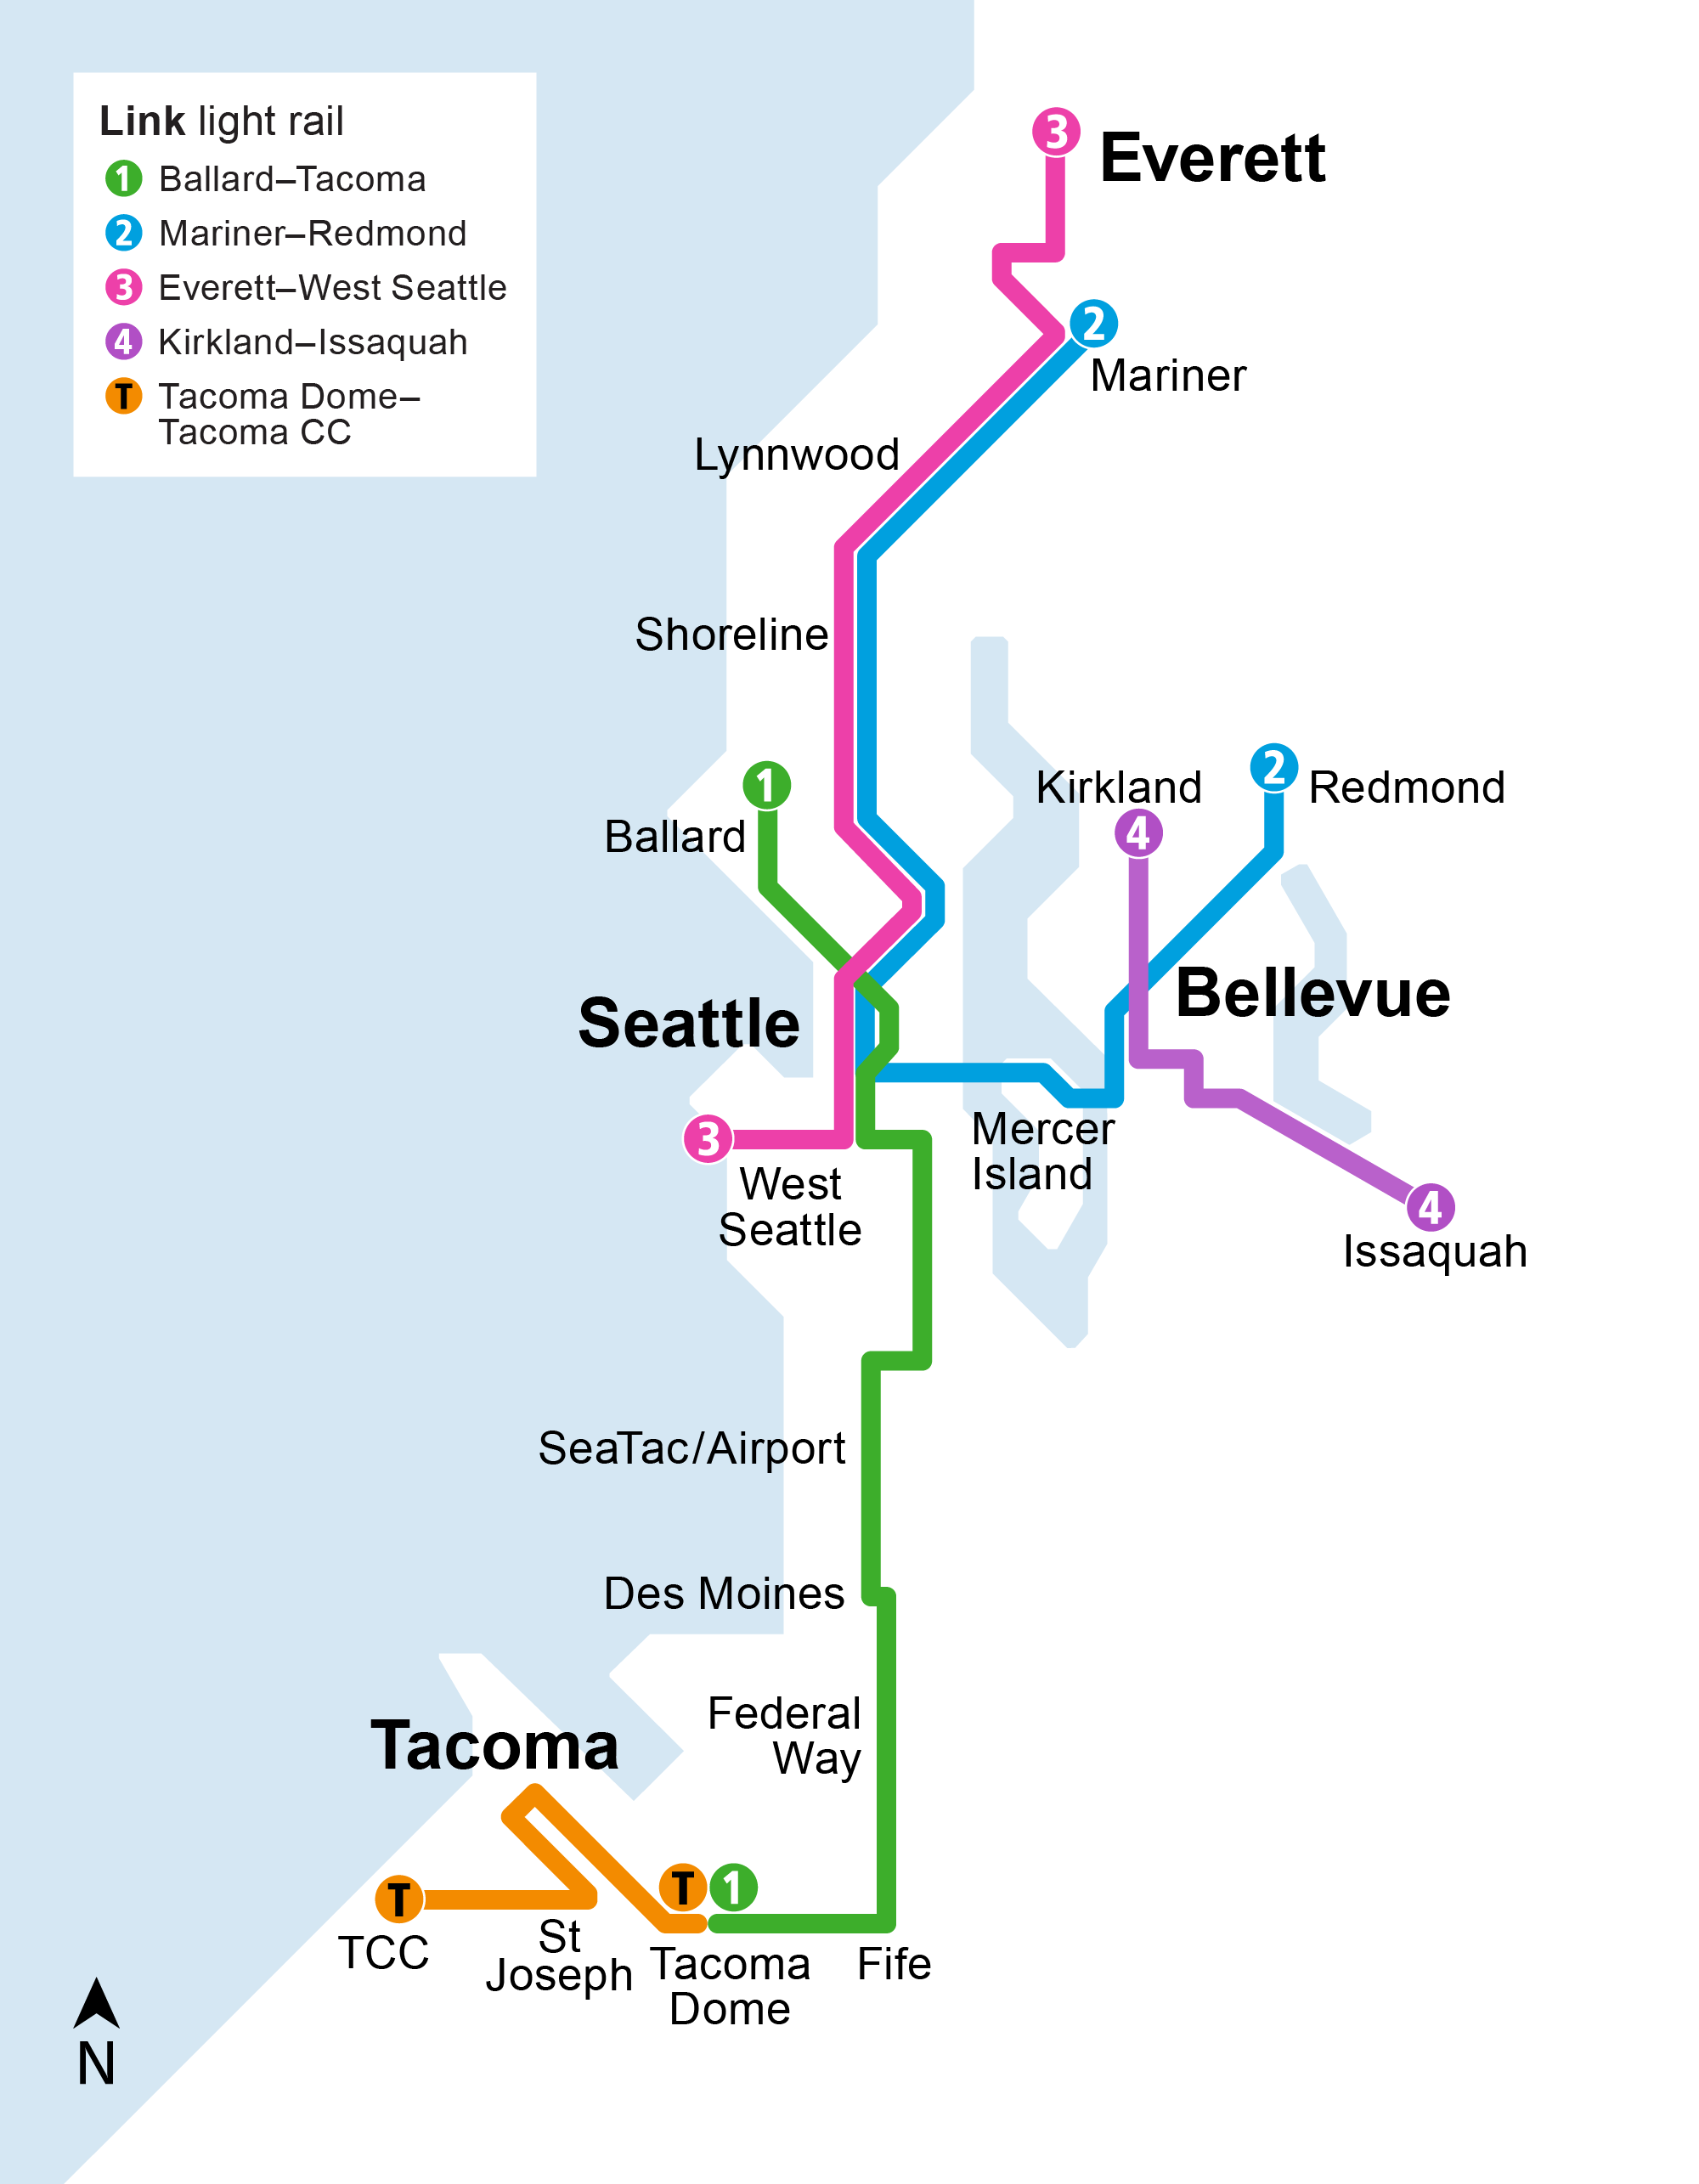 Link light rail
1 Ballard–Tacoma
2 Mariner–Redmond
3 Everett–West Seattle
4 Kirkland–Issaquah
T Tacoma Dome–
Tacoma CC
3
Everett
2
Mariner
Lynnwood
Shoreline
1
Ballard
Kirkland
4
2
Redmond
Seattle
Bellevue
3
West
Seattle
Mercer
Island
4
Issaquah
SeaTac/Airport
Des Moines
Federal
Way
Tacoma
T
TCC
St
Joseph
T 1
Tacoma
Dome
Fife
N